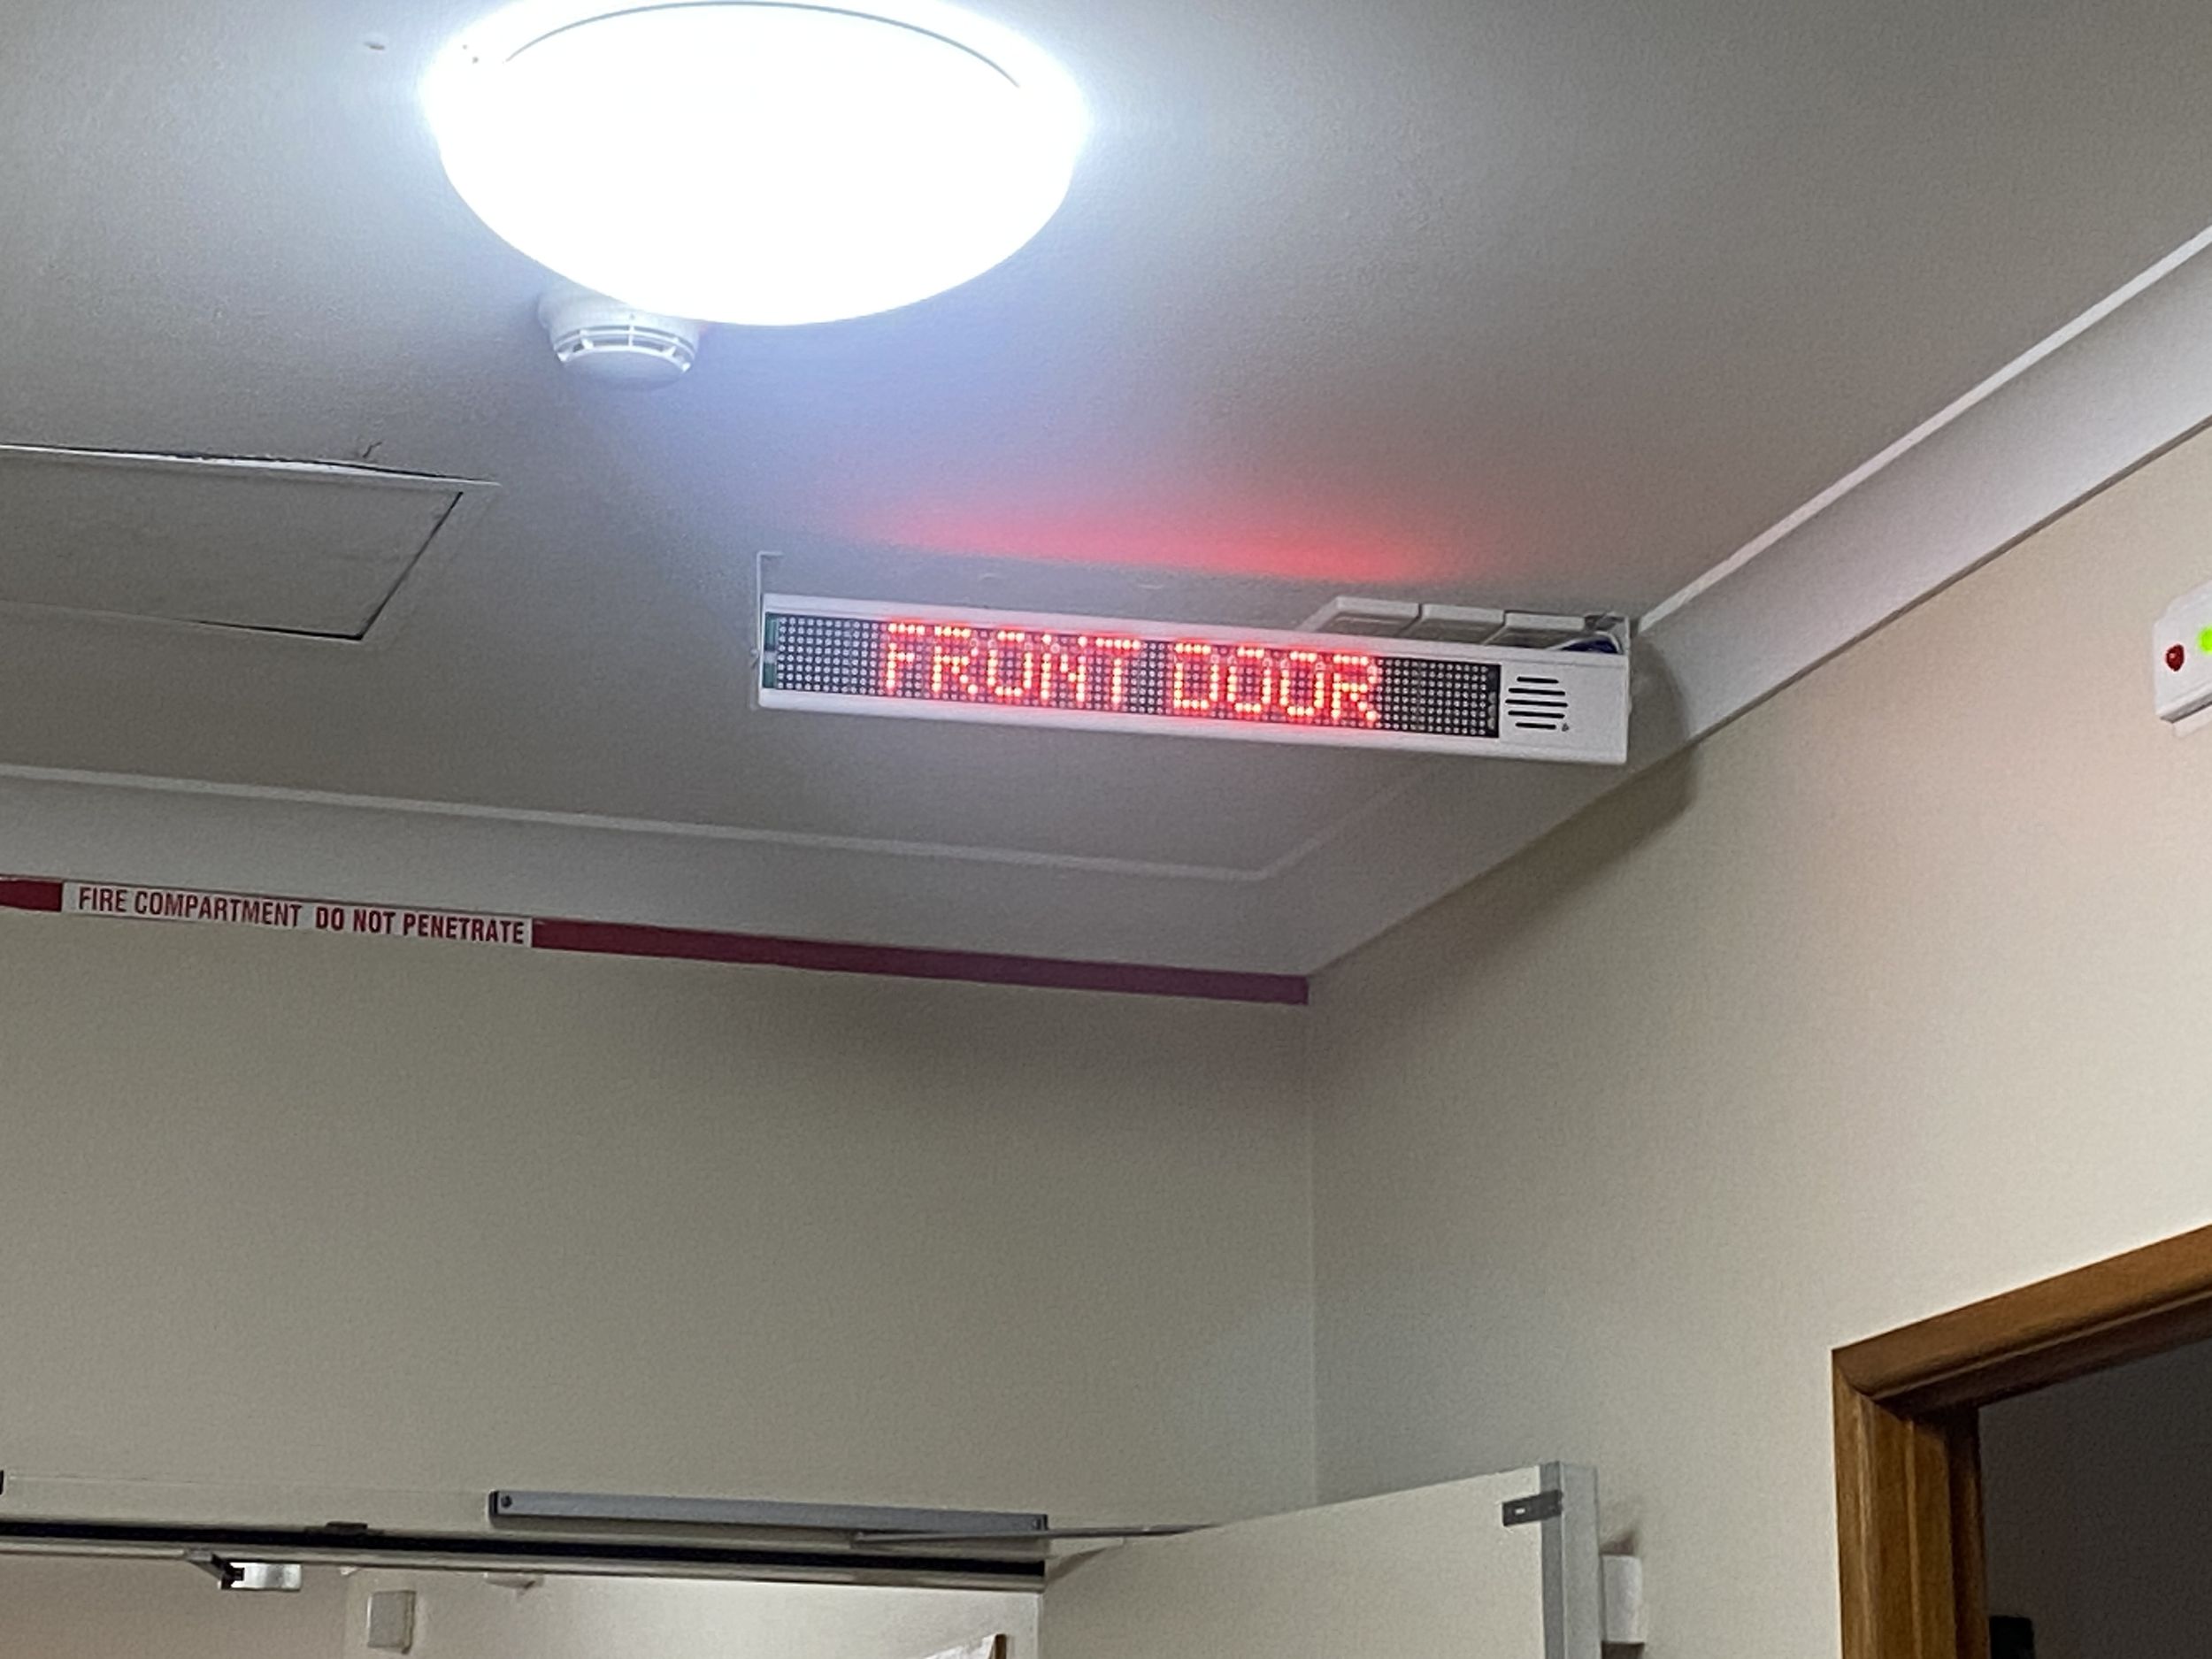 FRONT DOOR
FIRE COMPARTMENT DO NOT PENETRATE